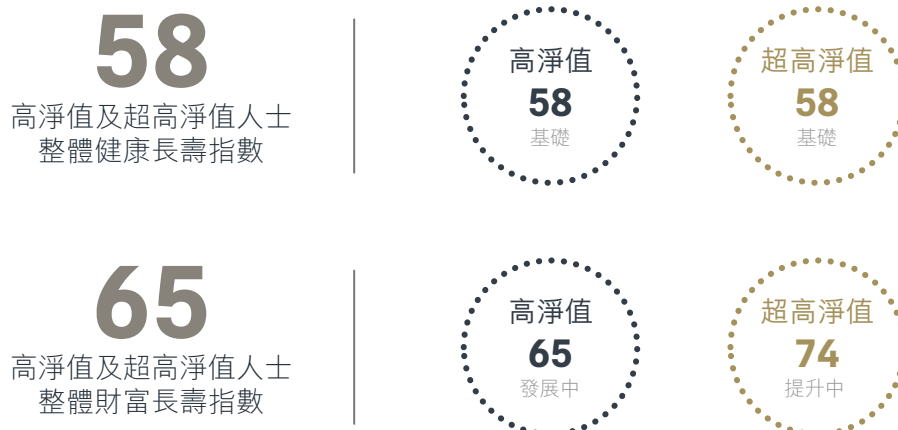 58
高淨值及超高淨值人士
整體健康長壽指數
高淨值
58
基礎
超高淨值
58
基礎
65
高淨值及超高淨值人士
整體財富長壽指數
高淨值
65
發展中
超高淨值
74
提升中